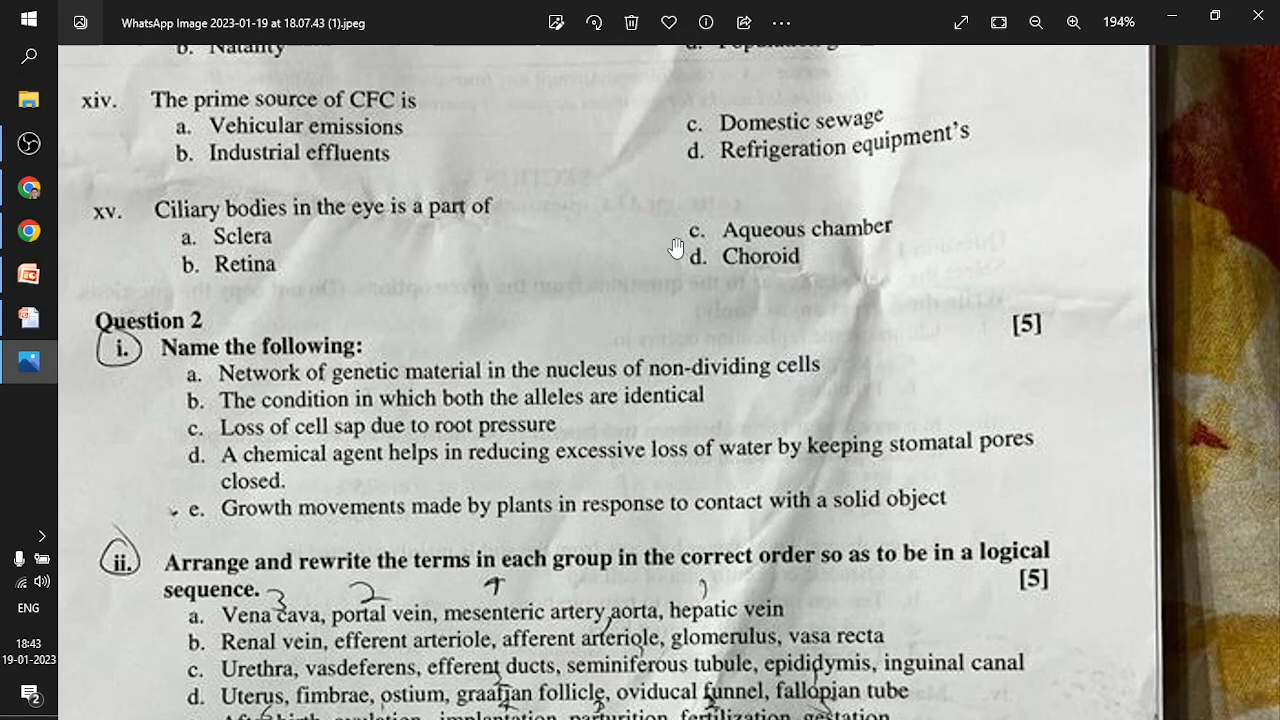 WhatsApp Image 2023-01-19 at 18.07.43 (1).jpeg
194%
b. Natality
xiv. The prime source of CFC is
a. Vehicular emissions
b. Industrial effluents
c. Domestic sewage
d. Refrigeration equipment's
xv. Ciliary bodies in the eye is a part of
a. Sclera
b. Retina
c. Aqueous chamber
d. Choroid
Question 2
[5]
i. Name the following:
a. Network of genetic material in the nucleus of non-dividing cells
b. The condition in which both the alleles are identical
c. Loss of cell sap due to root pressure
d. A chemical agent helps in reducing excessive loss of water by keeping stomatal pores
closed.
e. Growth movements made by plants in response to contact with a solid object
ii. Arrange and rewrite the terms in each group in the correct order so as to be in a logical
sequence.
[5]
a. Vena cava, portal vein, mesenteric artery, aorta, hepatic vein
b. Renal vein, efferent arteriole, afferent arteriole, glomerulus, vasa recta
c. Urethra, vasdeferens, efferent ducts, seminiferous tubule, epididymis, inguinal canal
d. Uterus, fimbrae, ostium, graafian follicle, oviducal funnel, fallopian tube
After birth, ovulation, implantation, parturition, fertilization, gestation
ENG
18:43
19-01-2023
2